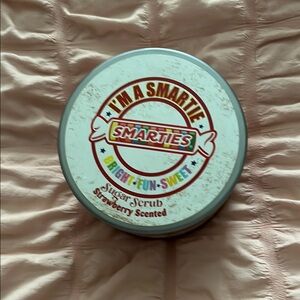 I'M A SMARTIE
SMARTIES
BRIGHT•FUN•SWEET
Sugar Scrub
Strawberry Scented